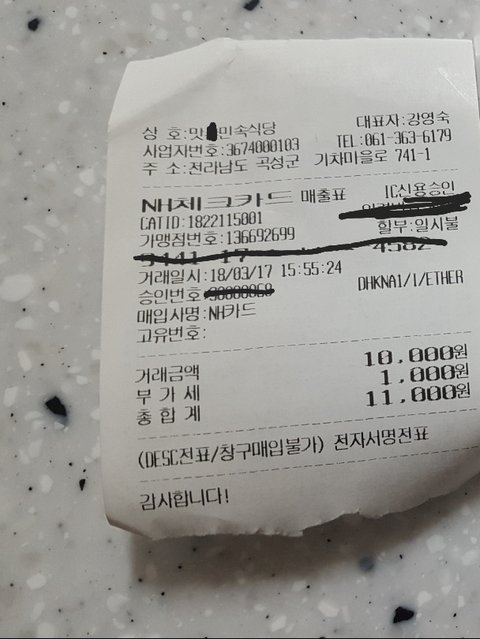 상 호:맛 민속식당 대표자:강영숙
사업자번호:3674000103 TEL:061-363-6179
주 소:전라남도 곡성군 기차마을로 741-1
NH체크카드 매출표 IC신용승인
CATID:1822115001
가맹점번호:136692699 할부:일시불
거래일시:18/03/17 15:55:24
승인번호: DHKNA1/1/ETHER
매입사명:NH카드
고유번호:
거래금액 10,000원
부 가 세 1,000원
총 합 계 11,000원
(DESC전표/창구매입불가) 전자서명전표
감사합니다!